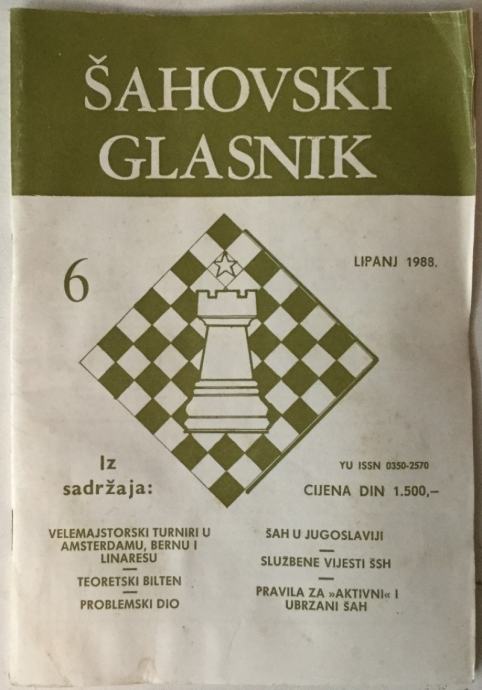 ŠAHOVSKI
GLASNIK
6
LIPANJ 1988.
Iz
sadržaja:
YU ISSN 0350-2570
CIJENA DIN 1.500,–
VELEMAJSTORSKI TURNIRI U
AMSTERDAMU, BERNU I
LINARESU
TEORETSKI BILTEN
PROBLEMSKI DIO
ŠAH U JUGOSLAVIJI
SLUŽBENE VIJESTI ŠSH
PRAVILA ZA »AKTIVNI« I
UBRZANI ŠAH